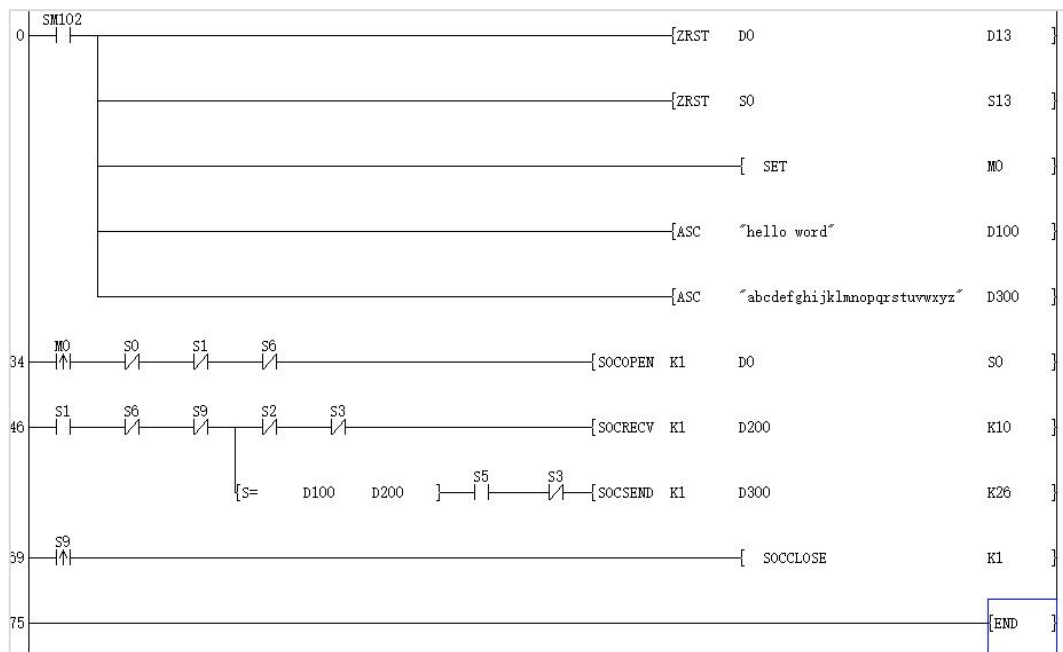 SM102
0 [ZRST D0 D13 ]
[ZRST S0 S13 ]
[ SET M0 ]
[ASC "hello word" D100 ]
[ASC "abcdefghijklmnopqrstuvwxyz" D300 ]
M0 S0 S1 S6
34 [SOCOPEN K1 D0 S0 ]
S1 S6 S9 S2 S3
46 [SOCRECV K1 D200 K10 ]
S5 S3
[S= D100 D200 ] [SOCSEND K1 D300 K26 ]
S9
69 [ SOCCLOSE K1 ]
75 [END ]